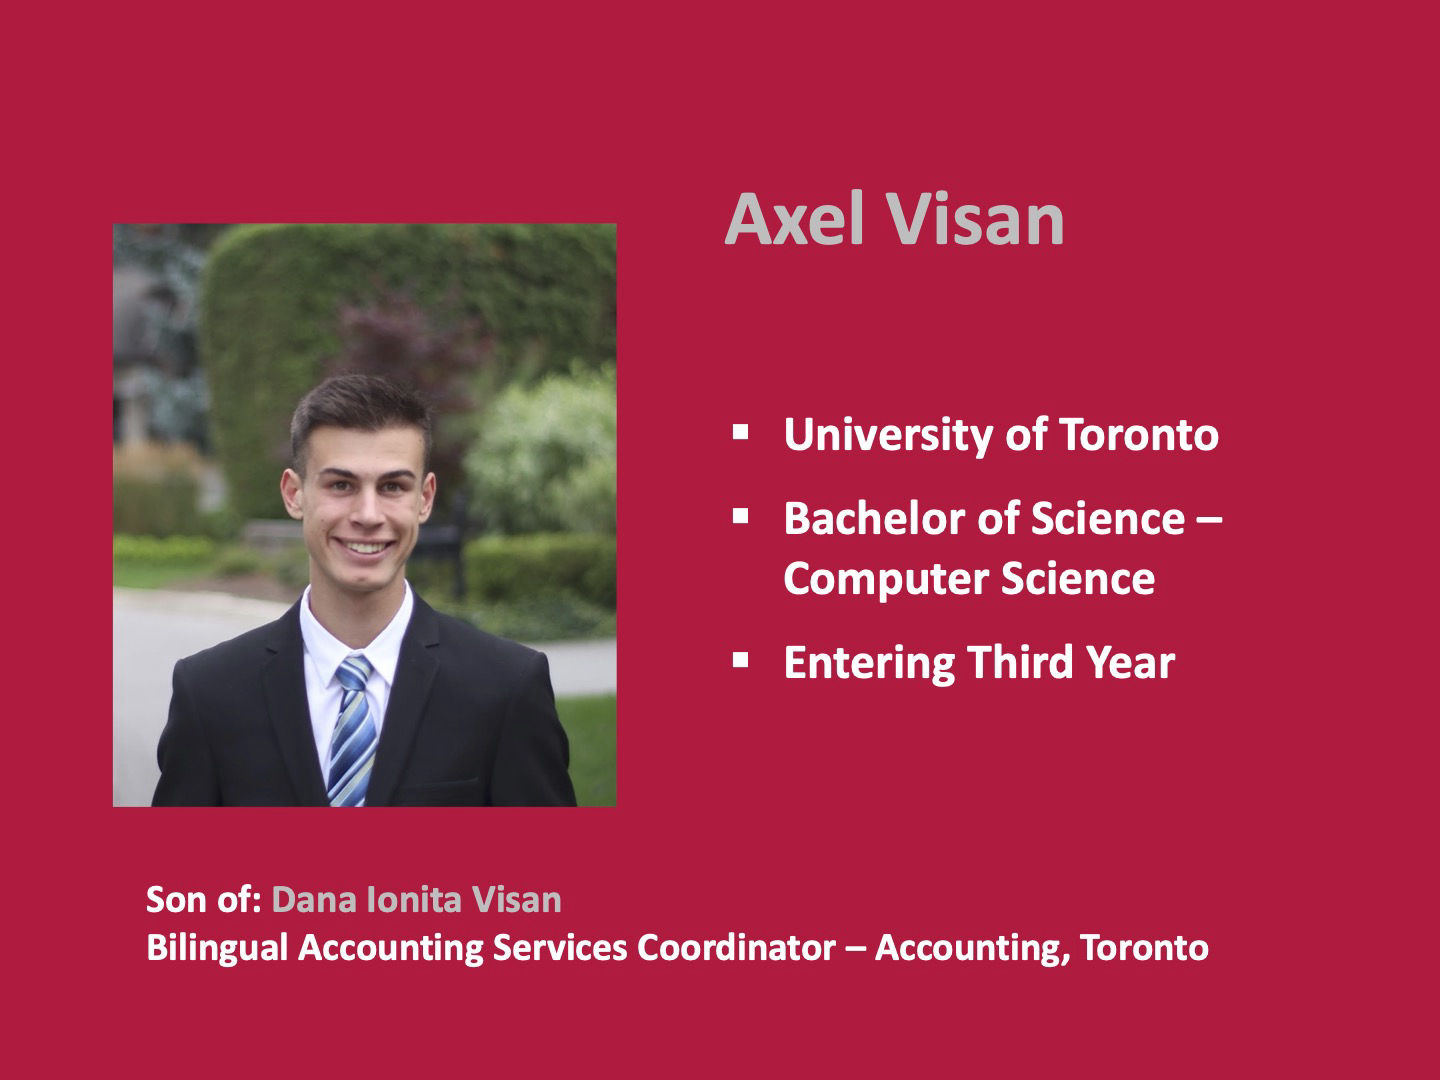 Axel Visan
▪ University of Toronto
▪ Bachelor of Science –
Computer Science
▪ Entering Third Year
Son of: Dana Ionita Visan
Bilingual Accounting Services Coordinator – Accounting, Toronto